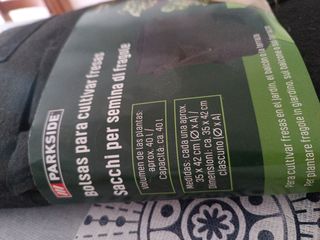 PARKSIDE
Bolsas para cultivar fresas
Sacchi per semina di fragole
Volumen de las plantas:
aprox. 40 l /
Capacità: ca. 40 l
Medidas: cada una aprox.
35 x 42 cm (Ø x A) /
Dimensioni: ca. 35 x 42 cm
ciascuno (Ø x A)
Para cultivar fresas en el jardín, el balcón o la terraza
Per piantare fragole in giardino, sul balcone o